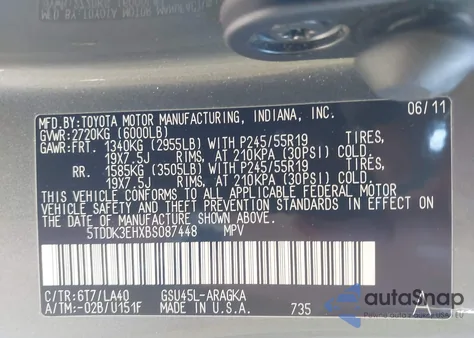 MFD.BY:TOYOTA MOTOR MANUFACTURING, INDIANA, INC. 06/11
GVWR:2720KG (6000LB)
GAWR:FRT. 1340KG (2955LB) WITH P245/55R19
TIRES,
19X7.5J RIMS, AT 210KPA (30PSI) COLD.
RR. 1585KG (3505LB) WITH P245/55R19
TIRES,
19X7.5J RIMS, AT 210KPA (30PSI) COLD.
THIS VEHICLE CONFORMS TO ALL APPLICABLE FEDERAL MOTOR
VEHICLE SAFETY AND THEFT PREVENTION STANDARDS IN EFFECT ON
THE DATE OF MANUFACTURE SHOWN ABOVE.
5TDDK3EHXBS087448 MPV
C/TR:6T7/LA40 GSU45L-ARAGKA
A/TM:-02B/U151F MADE IN U.S.A. 735 A
autoSnap